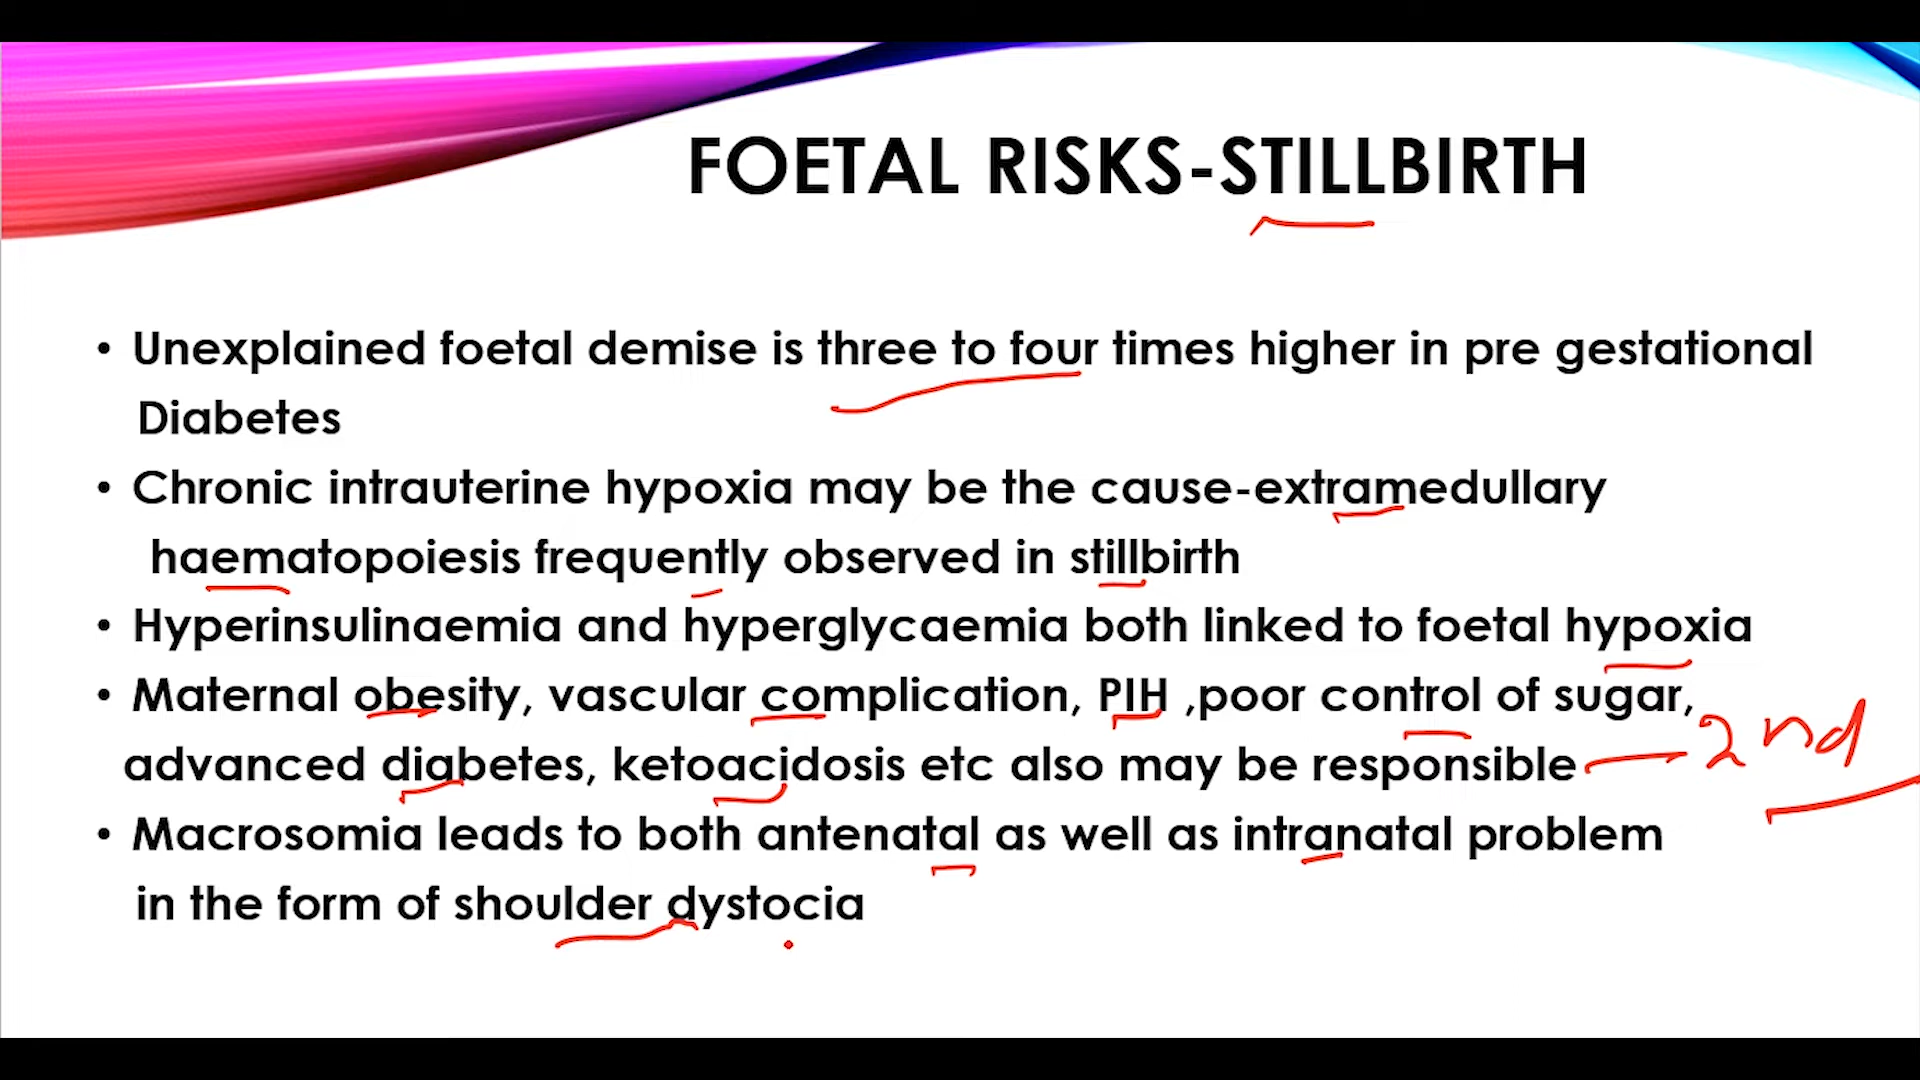 FOETAL RISKS-STILLBIRTH
• Unexplained foetal demise is three to four times higher in pre gestational
Diabetes
• Chronic intrauterine hypoxia may be the cause-extramedullary
haematopoiesis frequently observed in stillbirth
• Hyperinsulinaemia and hyperglycaemia both linked to foetal hypoxia
• Maternal obesity, vascular complication, PIH ,poor control of sugar,
advanced diabetes, ketoacidosis etc also may be responsible — 2nd
• Macrosomia leads to both antenatal as well as intranatal problem
in the form of shoulder dystocia